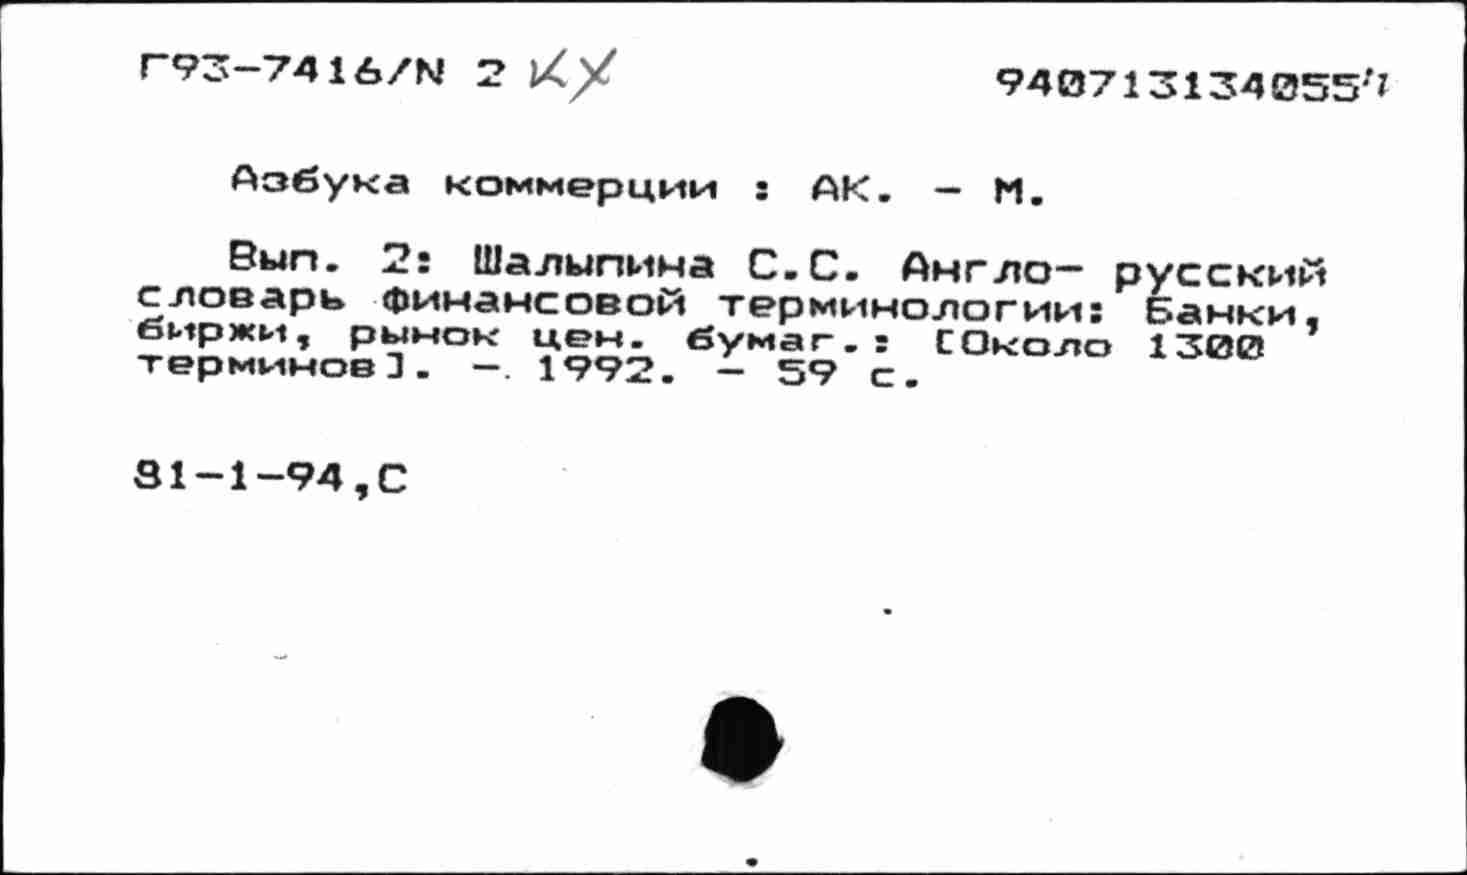 Г93-7416/N 2 КХ
940713134055
Азбука коммерции : АК. - М.
Вып. 2: Шалыпина С.С. Англо- русский
словарь финансовой терминологии: Банки,
биржи, рынок цен. бумаг.: [Около 1300
терминов]. -. 1992. - 59 с.
81-1-94,С